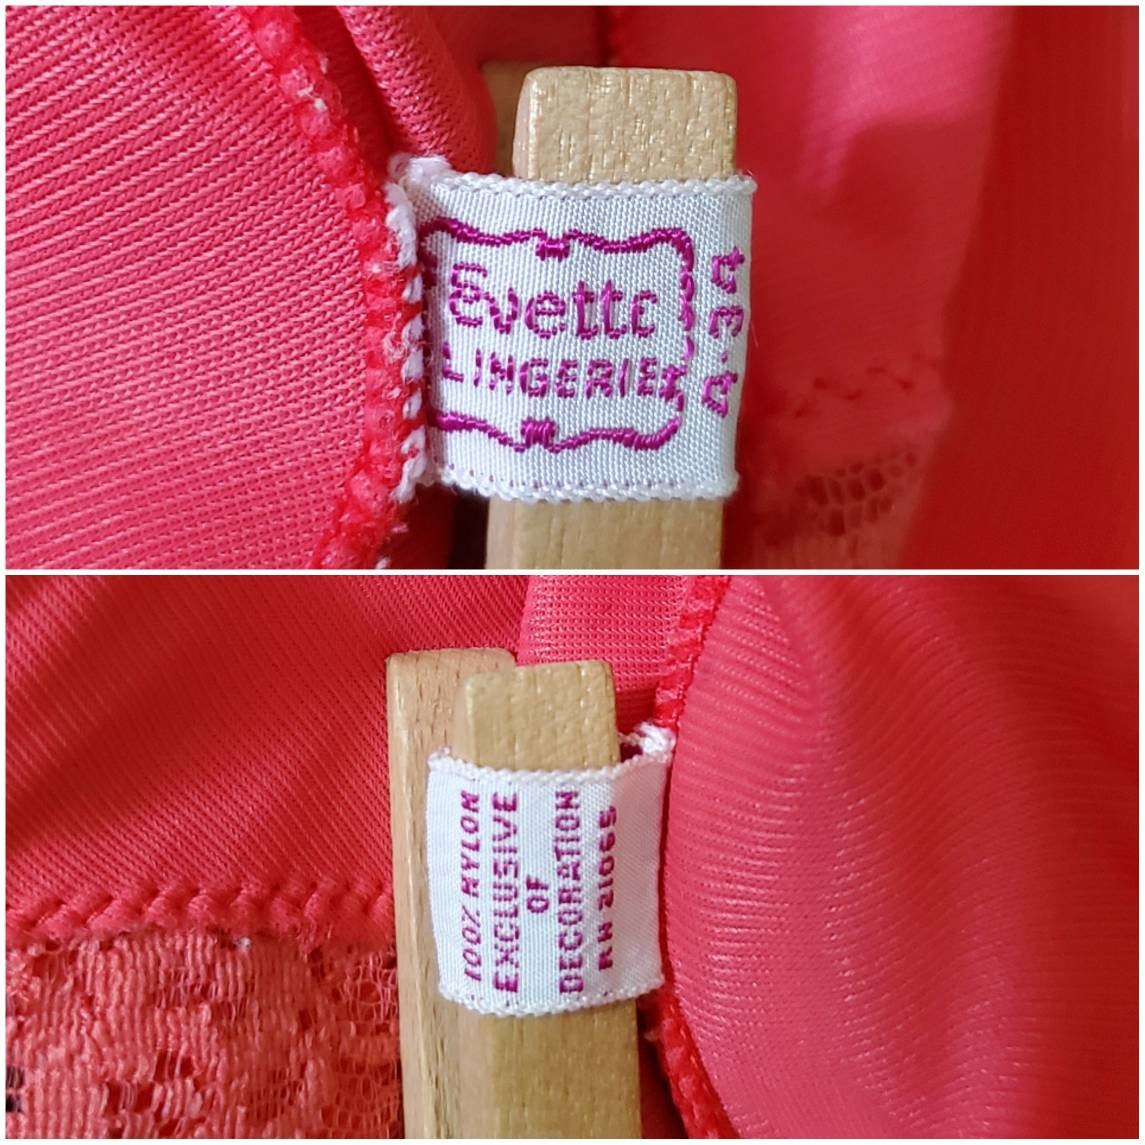 Evette
LINGERIE
100% NYLON
EXCLUSIVE
OF
DECORATION
RN 21065